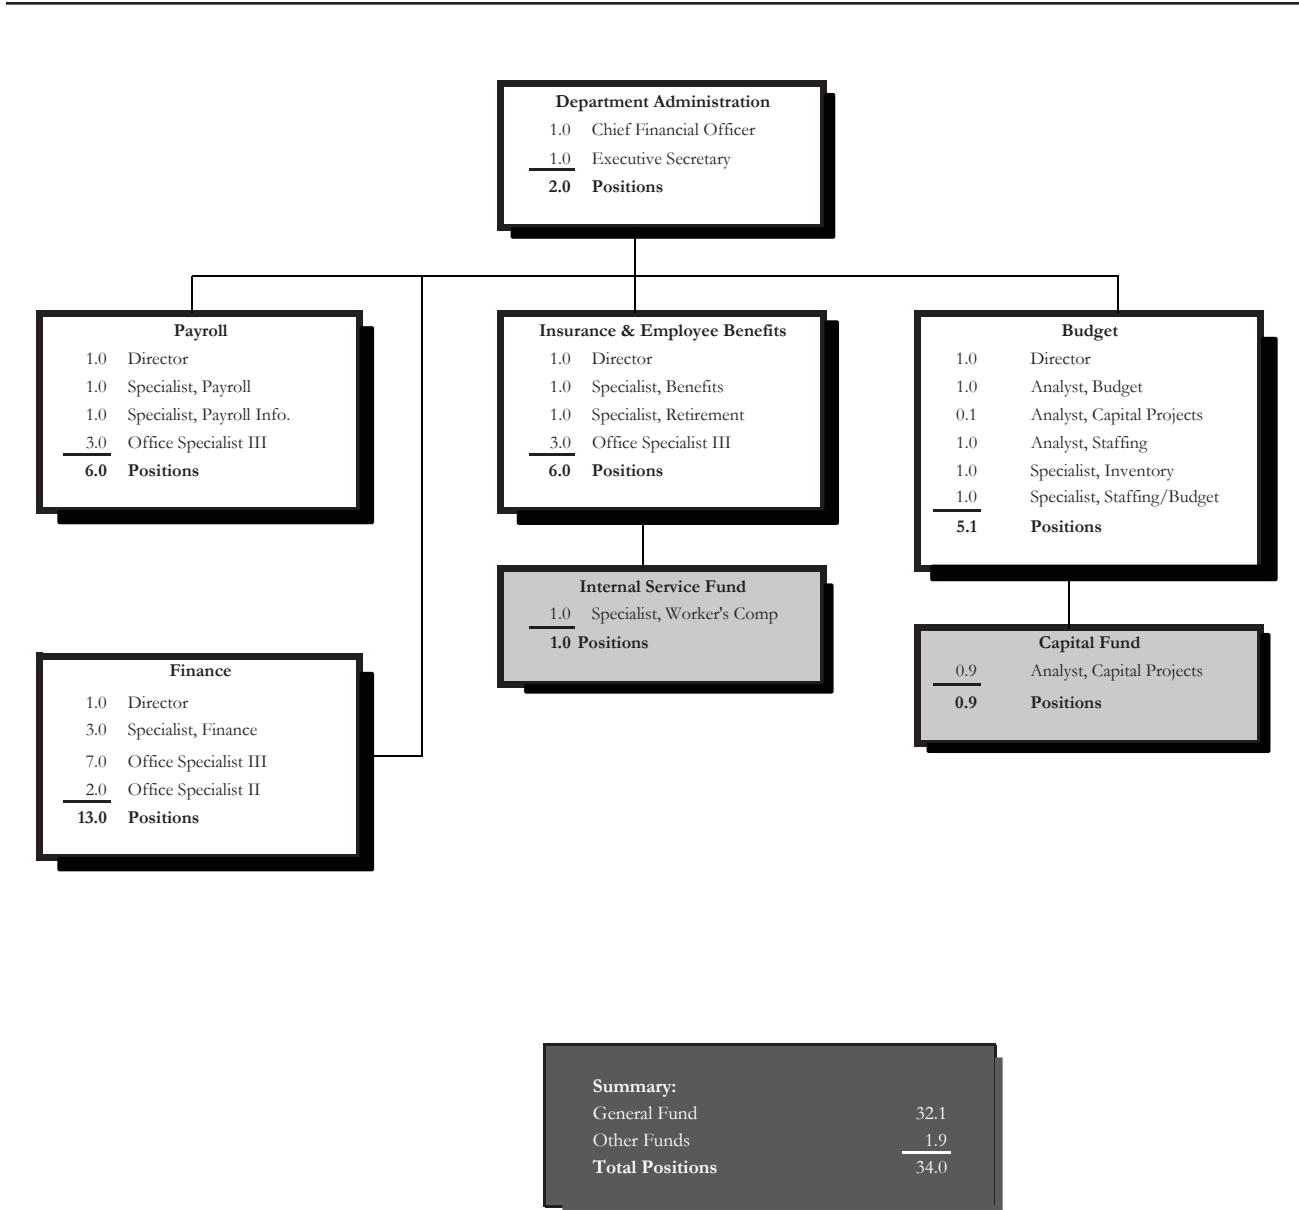 Department Administration
1.0 Chief Financial Officer
1.0 Executive Secretary
2.0 Positions
Payroll
1.0 Director
1.0 Specialist, Payroll
1.0 Specialist, Payroll Info.
3.0 Office Specialist III
6.0 Positions
Insurance & Employee Benefits
1.0 Director
1.0 Specialist, Benefits
1.0 Specialist, Retirement
3.0 Office Specialist III
6.0 Positions
Budget
1.0 Director
1.0 Analyst, Budget
0.1 Analyst, Capital Projects
1.0 Analyst, Staffing
1.0 Specialist, Inventory
1.0 Specialist, Staffing/Budget
5.1 Positions
Internal Service Fund
1.0 Specialist, Worker's Comp
1.0 Positions
Capital Fund
0.9 Analyst, Capital Projects
0.9 Positions
Finance
1.0 Director
3.0 Specialist, Finance
7.0 Office Specialist III
2.0 Office Specialist II
13.0 Positions
Summary:
General Fund 32.1
Other Funds 1.9
Total Positions 34.0